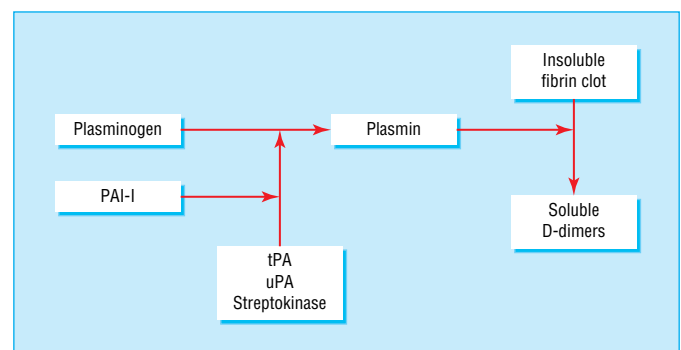 Insoluble
fibrin clot
Plasminogen
Plasmin
PAI-I
Soluble
D-dimers
tPA
uPA
Streptokinase